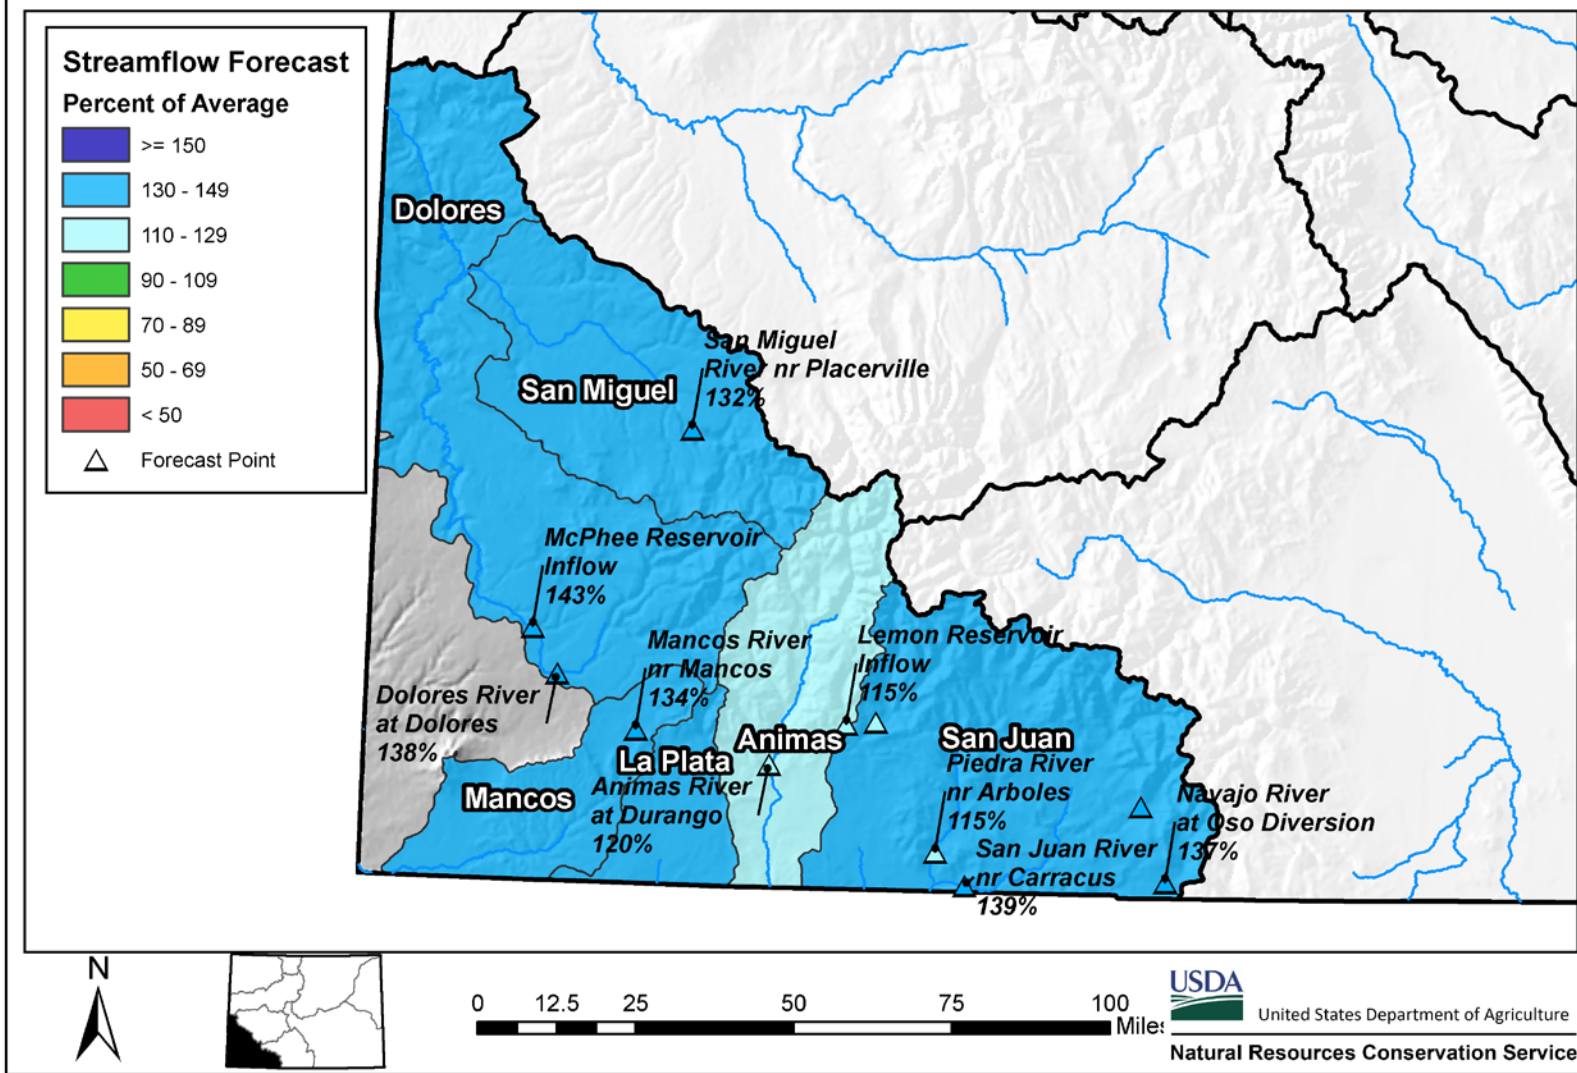 Streamflow Forecast
Percent of Average
>= 150
130 - 149
110 - 129
90 - 109
70 - 89
50 - 69
< 50
Forecast Point
Dolores
San Miguel
River nr Placerville
132%
San Miguel
McPhee Reservoir
Inflow
143%
Mancos River
nr Mancos
134%
Lemon Reservoir
Inflow
115%
Dolores River
at Dolores
138%
La Plata
Animas
San Juan
Mancos
Animas River
at Durango
120%
Piedra River
nr Arboles
115%
Navajo River
at Oso Diversion
137%
San Juan River
nr Carracus
139%
N
0 12.5 25 50 75 100
Miles
USDA
United States Department of Agriculture
Natural Resources Conservation Service